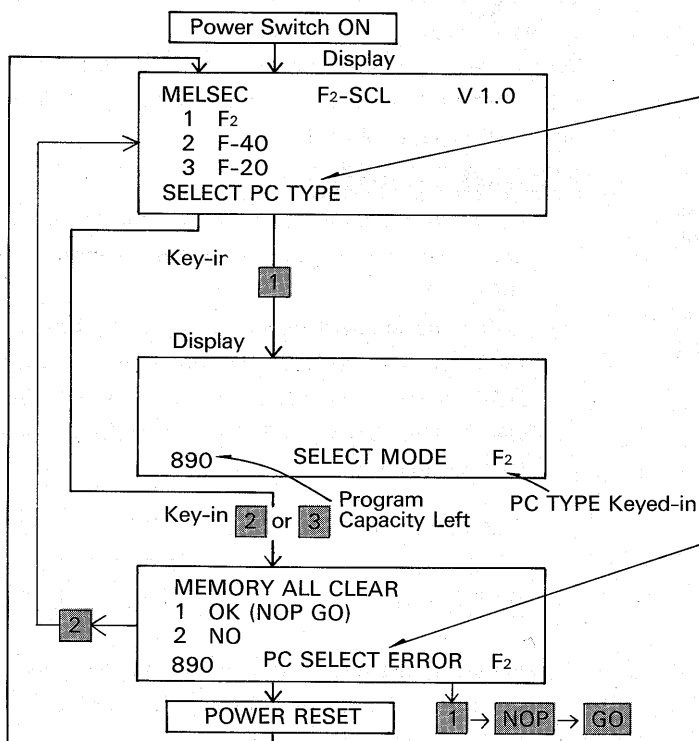 Power Switch ON
Display
MELSEC F2-SCL V 1.0
1 F2
2 F-40
3 F-20
SELECT PC TYPE
Key-in
1
Display
890 SELECT MODE F2
Key-in 2 or 3
Program
Capacity Left
PC TYPE Keyed-in
MEMORY ALL CLEAR
1 OK (NOP GO)
2 NO
890 PC SELECT ERROR F2
2
POWER RESET
1 → NOP → GO